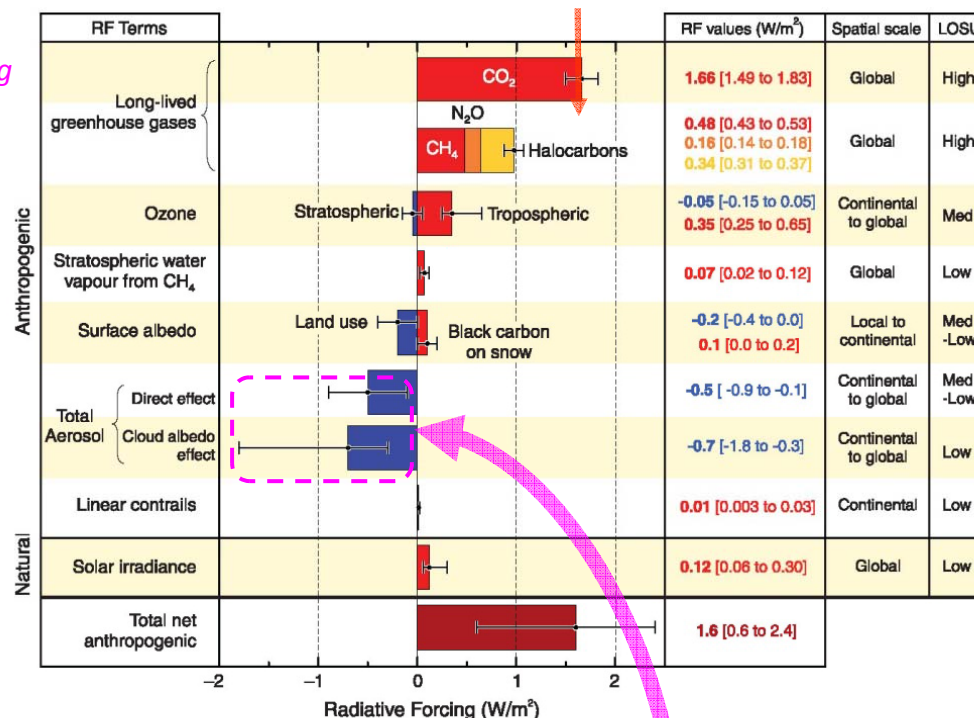 RF Terms
RF values (W/m²)
Spatial scale
LOSU
g
Anthropogenic
Natural
Long-lived
greenhouse gases
CO₂
1.66 [1.49 to 1.83]
Global
High
N₂O
CH₄
Halocarbons
0.48 [0.43 to 0.53]
0.16 [0.14 to 0.18]
0.34 [0.31 to 0.37]
Global
High
Ozone
Stratospheric
Tropospheric
-0.05 [-0.15 to 0.05]
0.35 [0.25 to 0.65]
Continental
to global
Med
Stratospheric water
vapour from CH₄
0.07 [0.02 to 0.12]
Global
Low
Surface albedo
Land use
Black carbon
on snow
-0.2 [-0.4 to 0.0]
0.1 [0.0 to 0.2]
Local to
continental
Med
-Low
Total
Aerosol
Direct effect
-0.5 [ -0.9 to -0.1]
Continental
to global
Med
-Low
Cloud albedo
effect
-0.7 [-1.8 to -0.3]
Continental
to global
Low
Linear contrails
0.01 [0.003 to 0.03]
Continental
Low
Solar irradiance
0.12 [0.06 to 0.30]
Global
Low
Total net
anthropogenic
1.6 [0.6 to 2.4]
-2 -1 0 1 2
Radiative Forcing (W/m²)